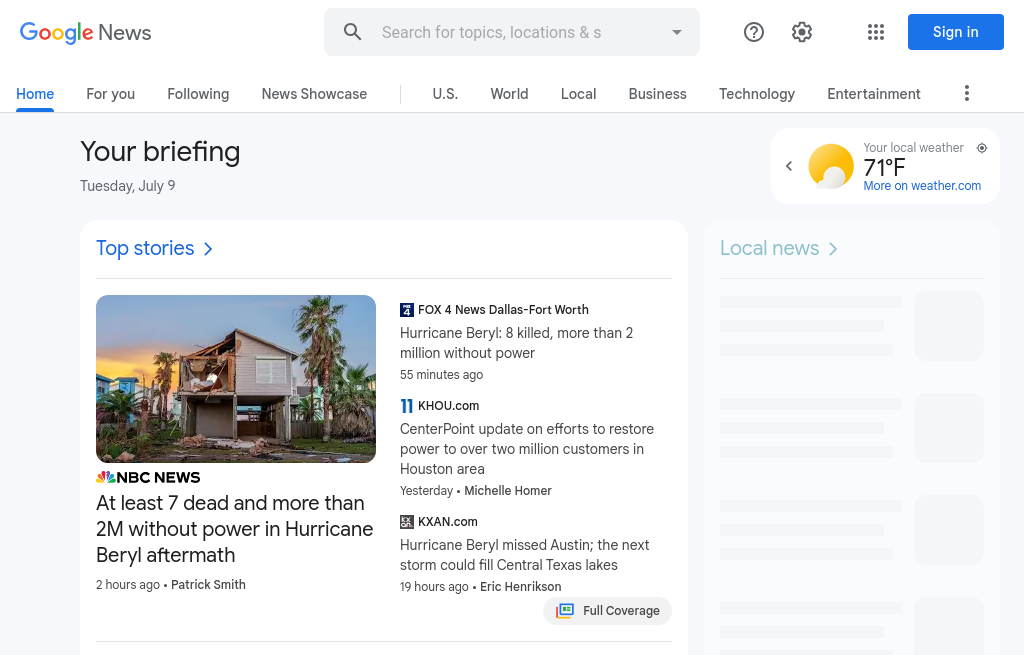 Google News
Search for topics, locations & s
Sign in
Home
For you
Following
News Showcase
U.S.
World
Local
Business
Technology
Entertainment
Your briefing
Tuesday, July 9
Your local weather
71°F
More on weather.com
Top stories
NBC NEWS
At least 7 dead and more than
2M without power in Hurricane
Beryl aftermath
2 hours ago • Patrick Smith
FOX 4 News Dallas-Fort Worth
Hurricane Beryl: 8 killed, more than 2
million without power
55 minutes ago
11 KHOU.com
CenterPoint update on efforts to restore
power to over two million customers in
Houston area
Yesterday • Michelle Homer
KXAN.com
Hurricane Beryl missed Austin; the next
storm could fill Central Texas lakes
19 hours ago • Eric Henrikson
Full Coverage
Local news